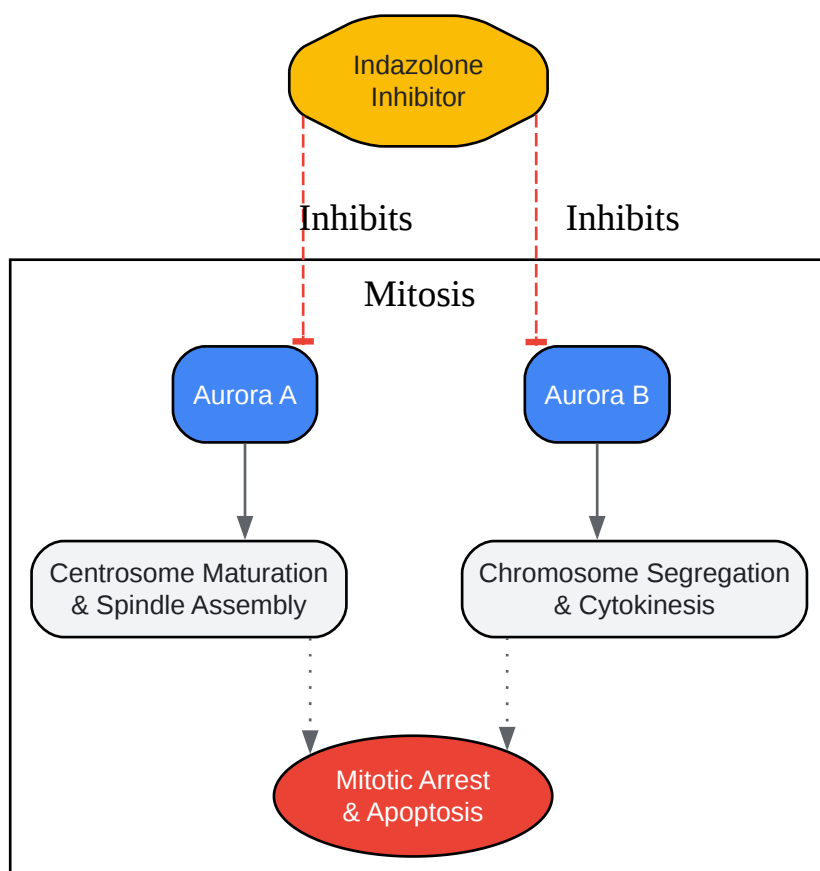 Indazolone
Inhibitor
Inhibits
Inhibits
Mitosis
Aurora A
Aurora B
Centrosome Maturation
& Spindle Assembly
Chromosome Segregation
& Cytokinesis
Mitotic Arrest
& Apoptosis